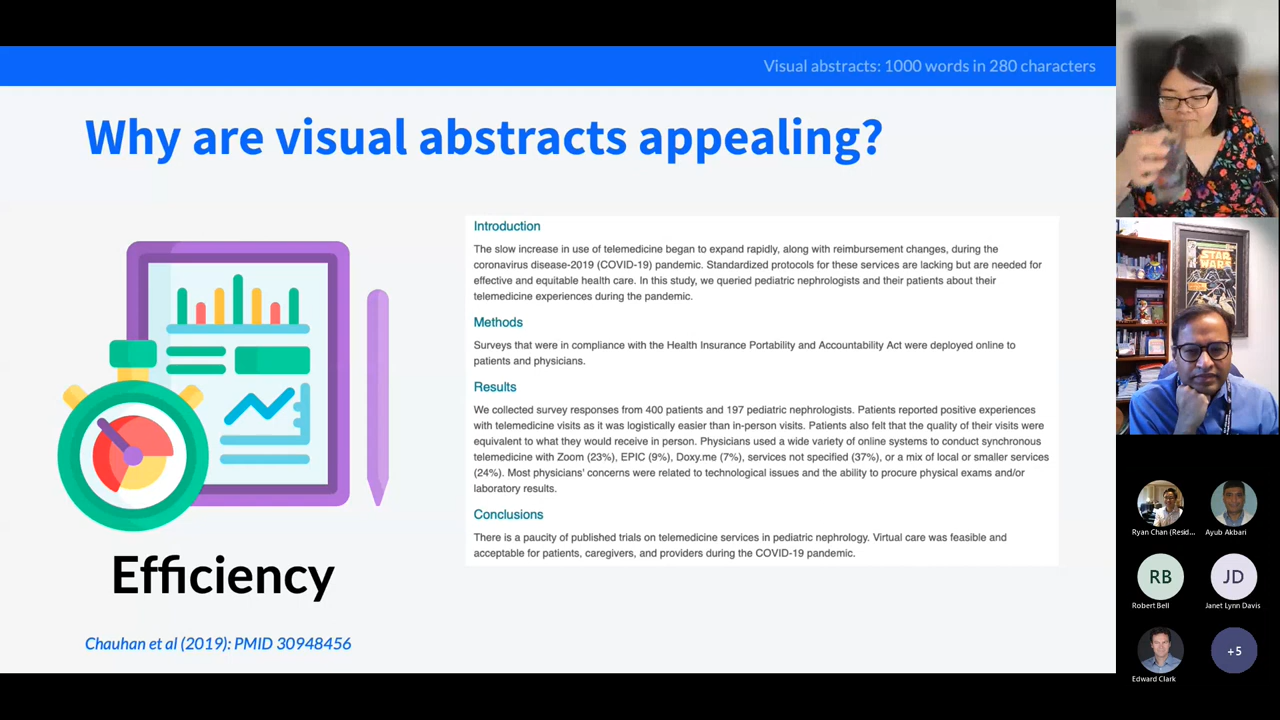 Visual abstracts: 1000 words in 280 characters
Why are visual abstracts appealing?
Introduction
The slow increase in use of telemedicine began to expand rapidly, along with reimbursement changes, during the
coronavirus disease-2019 (COVID-19) pandemic. Standardized protocols for these services are lacking but are needed for
effective and equitable health care. In this study, we queried pediatric nephrologists and their patients about their
telemedicine experiences during the pandemic.
Methods
Surveys that were in compliance with the Health Insurance Portability and Accountability Act were deployed online to
patients and physicians.
Results
We collected survey responses from 400 patients and 197 pediatric nephrologists. Patients reported positive experiences
with telemedicine visits as it was logistically easier than in-person visits. Patients also felt that the quality of their visits were
equivalent to what they would receive in person. Physicians used a wide variety of online systems to conduct synchronous
telemedicine with Zoom (23%), EPIC (9%), Doxy.me (7%), services not specified (37%), or a mix of local or smaller services
(24%). Most physicians' concerns were related to technological issues and the ability to procure physical exams and/or
laboratory results.
Conclusions
There is a paucity of published trials on telemedicine services in pediatric nephrology. Virtual care was feasible and
acceptable for patients, caregivers, and providers during the COVID-19 pandemic.
Efficiency
Chauhan et al (2019): PMID 30948456
STAR
WARS
Ryan Chan (Resid...
Ayub Akbari
RB
JD
Robert Bell
Janet Lynn Davis
+5
Edward Clark